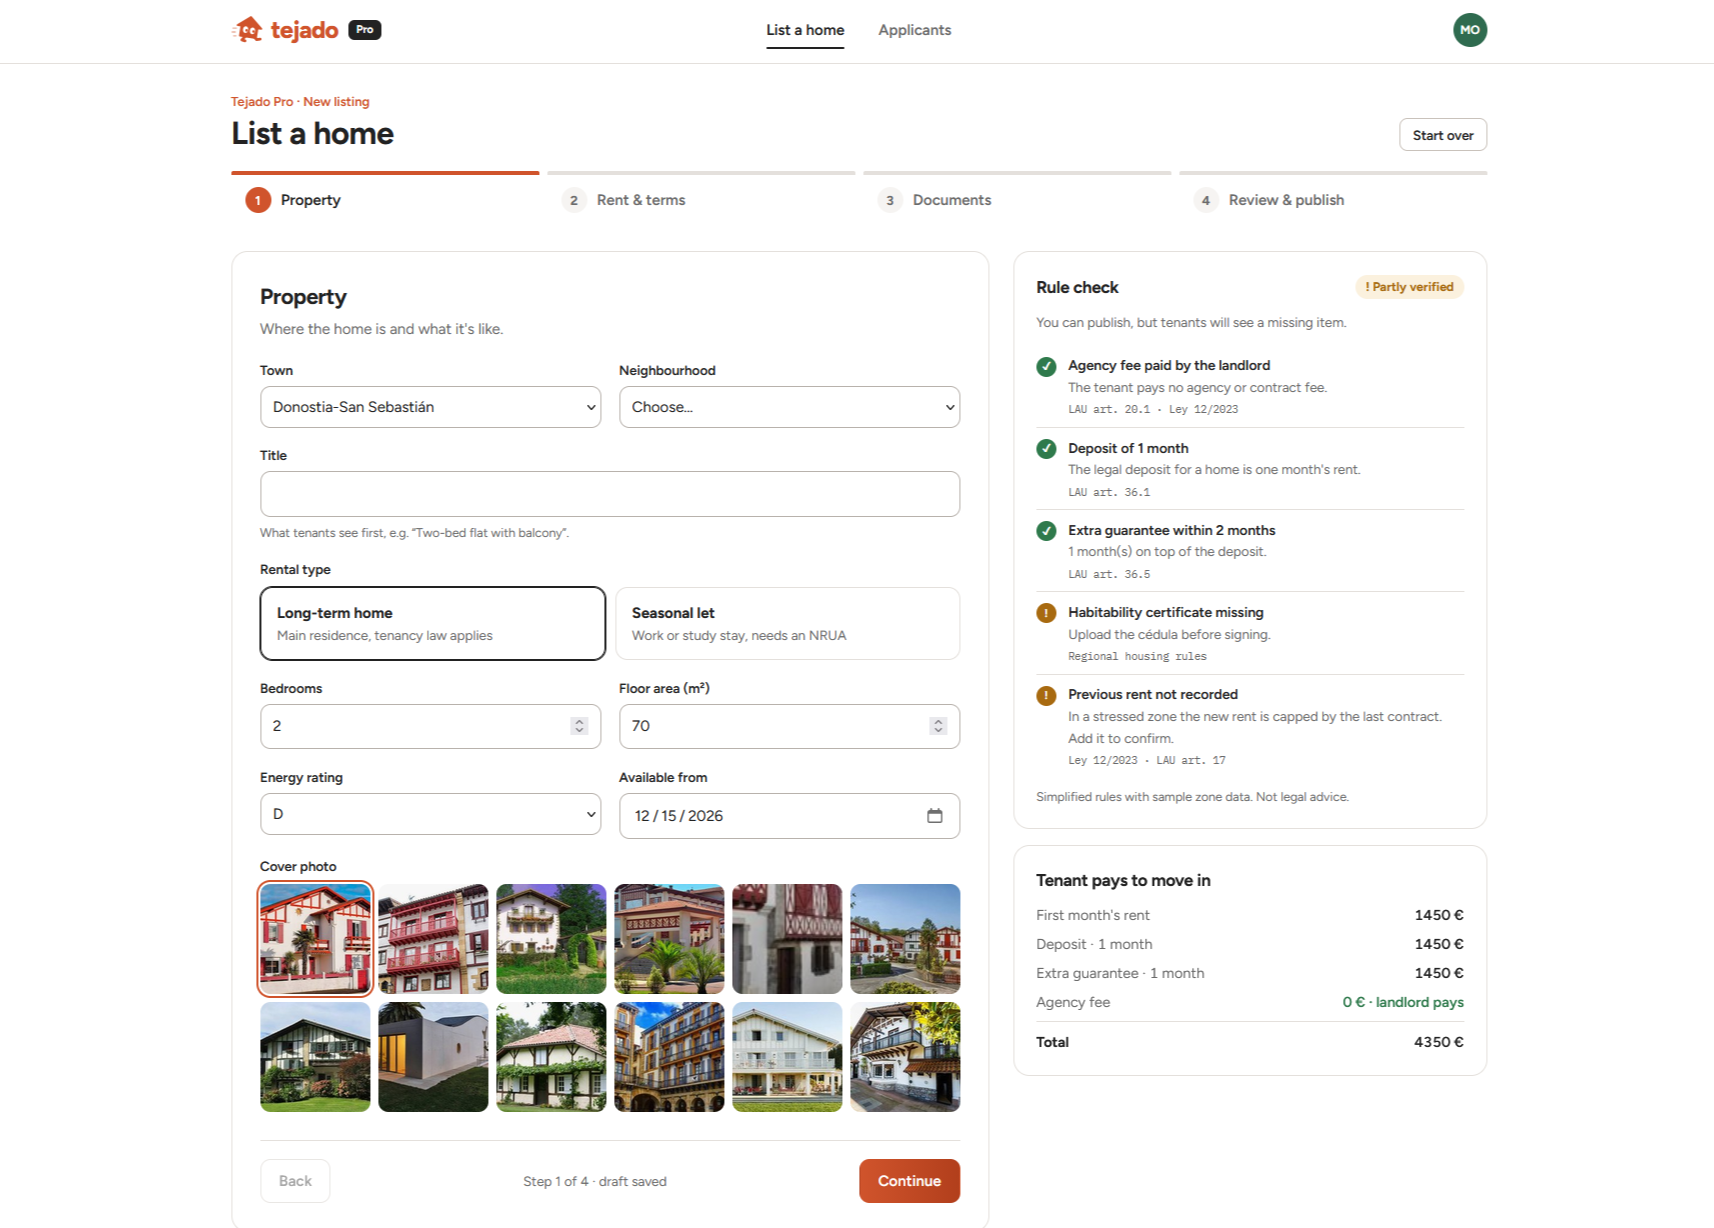 tejado Pro
List a home
Applicants
MO
Tejado Pro · New listing
List a home
Start over
1 Property
2 Rent & terms
3 Documents
4 Review & publish
Property
Where the home is and what it's like.
Town
Neighbourhood
Donostia-San Sebastián
Choose...
Title
What tenants see first, e.g. “Two-bed flat with balcony”.
Rental type
Long-term home
Main residence, tenancy law applies
Seasonal let
Work or study stay, needs an NRUA
Bedrooms
Floor area (m²)
2
70
Energy rating
Available from
D
12 / 15 / 2026
Cover photo
Back
Step 1 of 4 · draft saved
Continue
Rule check
! Partly verified
You can publish, but tenants will see a missing item.
Agency fee paid by the landlord
The tenant pays no agency or contract fee.
LAU art. 20.1 · Ley 12/2023
Deposit of 1 month
The legal deposit for a home is one month's rent.
LAU art. 36.1
Extra guarantee within 2 months
1 month(s) on top of the deposit.
LAU art. 36.5
! Habitability certificate missing
Upload the cédula before signing.
Regional housing rules
! Previous rent not recorded
In a stressed zone the new rent is capped by the last contract.
Add it to confirm.
Ley 12/2023 · LAU art. 17
Simplified rules with sample zone data. Not legal advice.
Tenant pays to move in
First month's rent 1450 €
Deposit · 1 month 1450 €
Extra guarantee · 1 month 1450 €
Agency fee 0 € · landlord pays
Total 4350 €